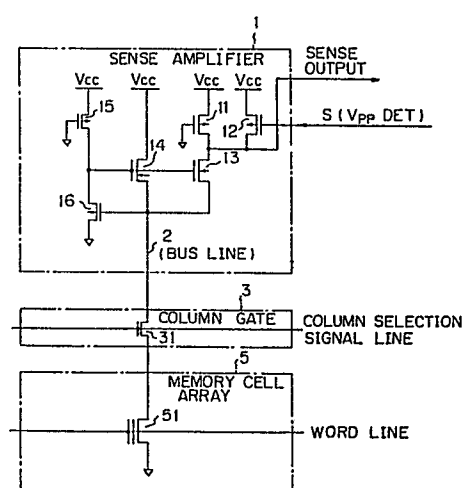 1
SENSE AMPLIFIER
SENSE
OUTPUT
Vcc Vcc Vcc Vcc
15 11 12
S (VPP DET)
14 13
16
2
(BUS LINE)
3
COLUMN GATE
31
COLUMN SELECTION
SIGNAL LINE
5
MEMORY CELL
ARRAY
51
WORD LINE